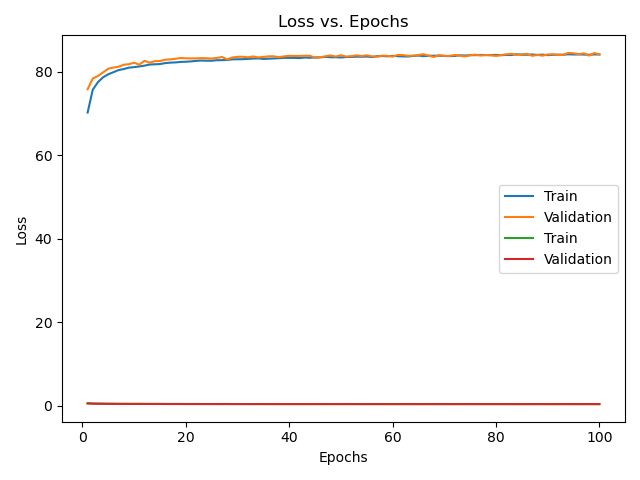 Loss vs. Epochs
Loss
80
60
40
20
0
Train
Validation
Train
Validation
0 20 40 60 80 100
Epochs